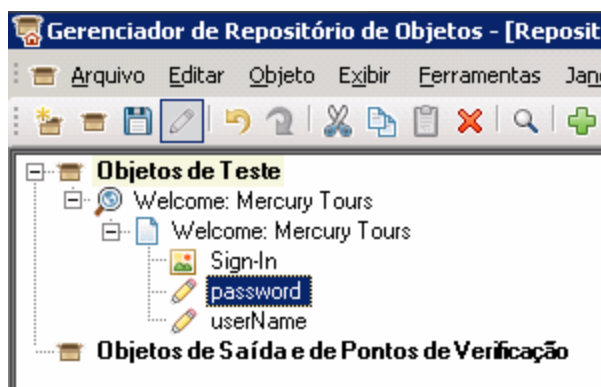 Gerenciador de Repositório de Objetos - [Reposit
Arquivo Editar Objeto Exibir Ferramentas Jan
Objetos de Teste
Welcome: Mercury Tours
Welcome: Mercury Tours
Sign-In
password
userName
Objetos de Saída e de Pontos de Verificação